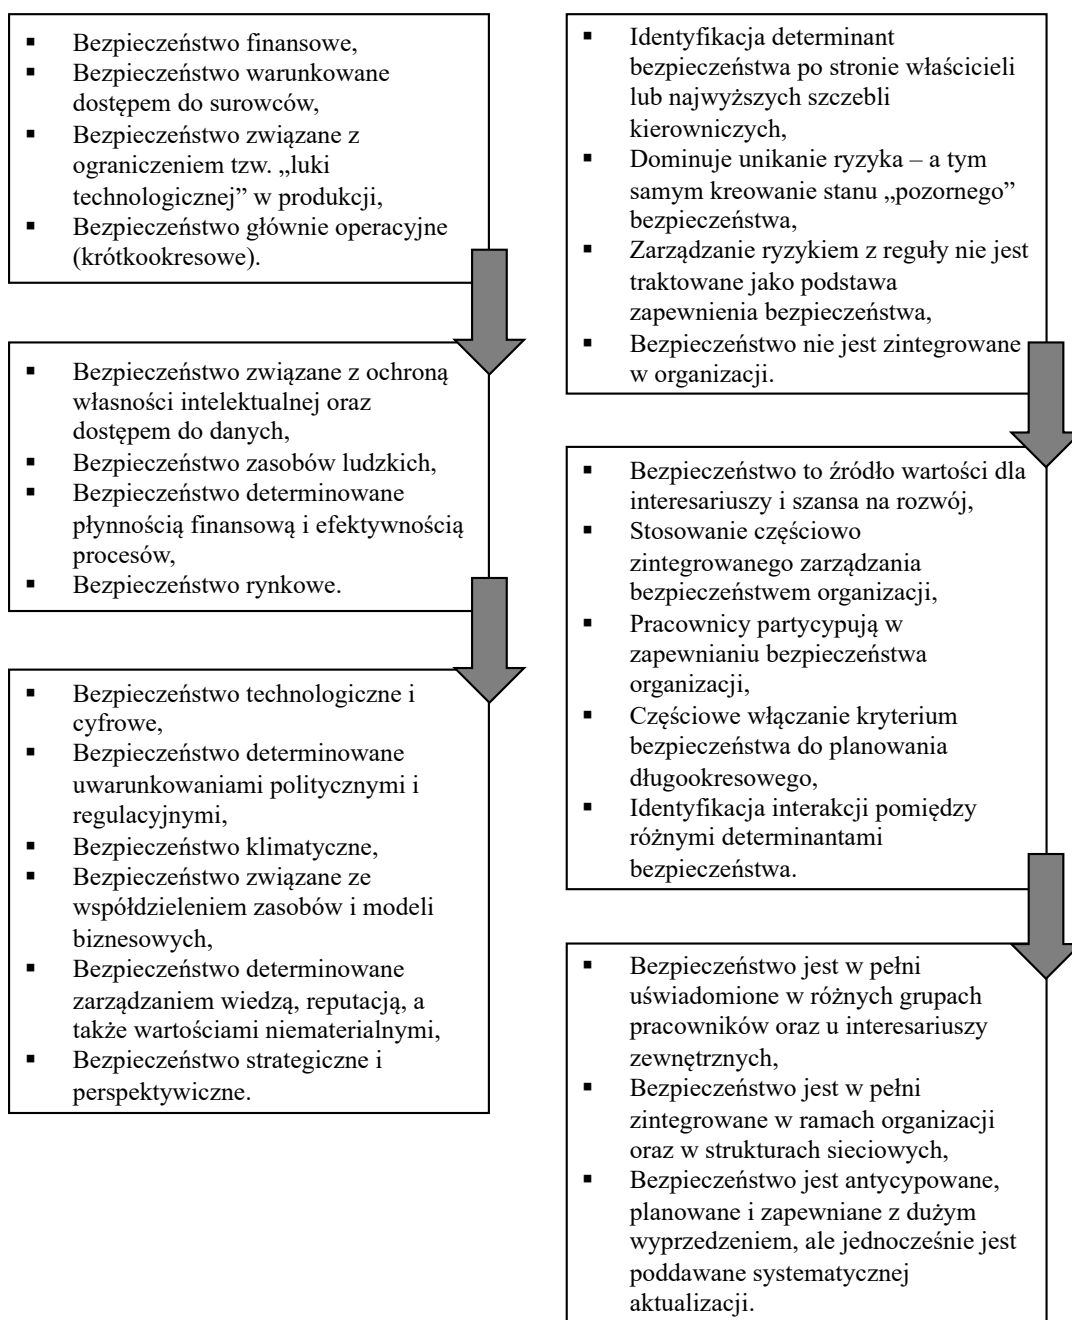 ▪ Bezpieczeństwo finansowe,
▪ Bezpieczeństwo warunkowane
dostępem do surowców,
▪ Bezpieczeństwo związane z
ograniczeniem tzw. „luki
technologicznej” w produkcji,
▪ Bezpieczeństwo głównie operacyjne
(krótkookresowe).
▪ Bezpieczeństwo związane z ochroną
własności intelektualnej oraz
dostępem do danych,
▪ Bezpieczeństwo zasobów ludzkich,
▪ Bezpieczeństwo determinowane
płynnością finansową i efektywnością
procesów,
▪ Bezpieczeństwo rynkowe.
▪ Bezpieczeństwo technologiczne i
cyfrowe,
▪ Bezpieczeństwo determinowane
uwarunkowaniami politycznymi i
regulacyjnymi,
▪ Bezpieczeństwo klimatyczne,
▪ Bezpieczeństwo związane ze
współdzieleniem zasobów i modeli
biznesowych,
▪ Bezpieczeństwo determinowane
zarządzaniem wiedzą, reputacją, a
także wartościami niematerialnymi,
▪ Bezpieczeństwo strategiczne i
perspektywiczne.
▪ Identyfikacja determinant
bezpieczeństwa po stronie właścicieli
lub najwyższych szczebli
kierowniczych,
▪ Dominuje unikanie ryzyka – a tym
samym kreowanie stanu „pozornego”
bezpieczeństwa,
▪ Zarządzanie ryzykiem z reguły nie jest
traktowane jako podstawa
zapewnienia bezpieczeństwa,
▪ Bezpieczeństwo nie jest zintegrowane
w organizacji.
▪ Bezpieczeństwo to źródło wartości dla
interesariuszy i szansa na rozwój,
▪ Stosowanie częściowo
zintegrowanego zarządzania
bezpieczeństwem organizacji,
▪ Pracownicy partycypują w
zapewnianiu bezpieczeństwa
organizacji,
▪ Częściowe włączanie kryterium
bezpieczeństwa do planowania
długookresowego,
▪ Identyfikacja interakcji pomiędzy
różnymi determinantami
bezpieczeństwa.
▪ Bezpieczeństwo jest w pełni
uświadomione w różnych grupach
pracowników oraz u interesariuszy
zewnętrznych,
▪ Bezpieczeństwo jest w pełni
zintegrowane w ramach organizacji
oraz w strukturach sieciowych,
▪ Bezpieczeństwo jest antycypowane,
planowane i zapewniane z dużym
wyprzedzeniem, ale jednocześnie jest
poddawane systematycznej
aktualizacji.